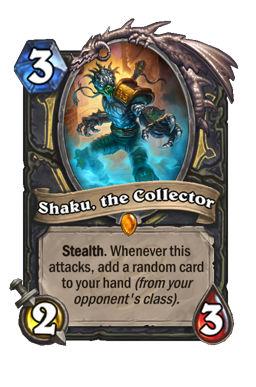 3
Shaku, the Collector
Stealth. Whenever this
attacks, add a random card
to your hand (from your
opponent's class).
2
3